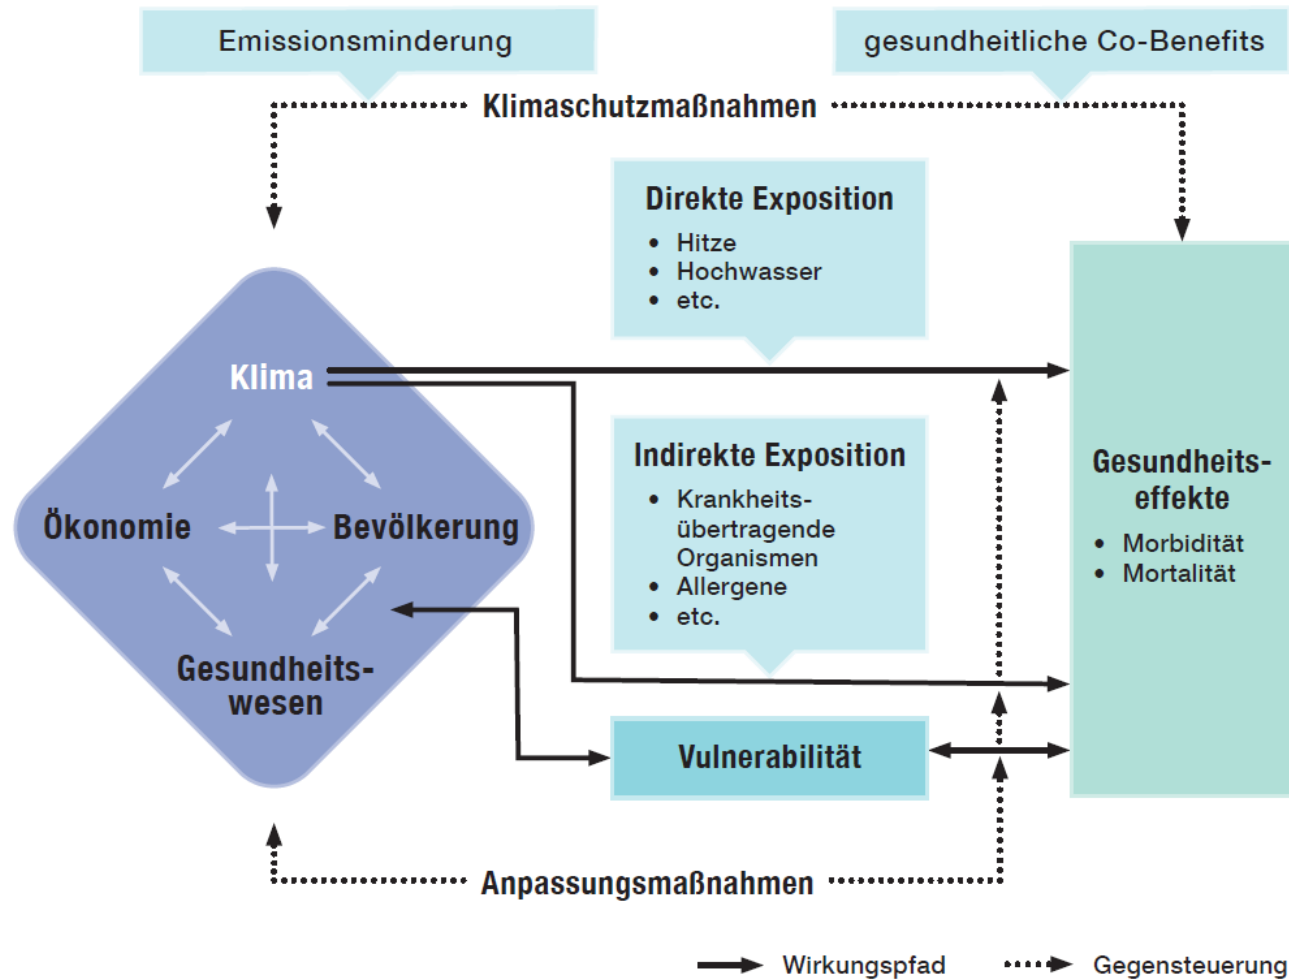 Emissionsminderung
gesundheitliche Co-Benefits
Klimaschutzmaßnahmen
Direkte Exposition
• Hitze
• Hochwasser
• etc.
Klima
Ökonomie
Bevölkerung
Gesundheits-
wesen
Indirekte Exposition
• Krankheits-
übertragende
Organismen
• Allergene
• etc.
Gesundheits-
effekte
• Morbidität
• Mortalität
Vulnerabilität
Anpassungsmaßnahmen
Wirkungspfad
Gegensteuerung